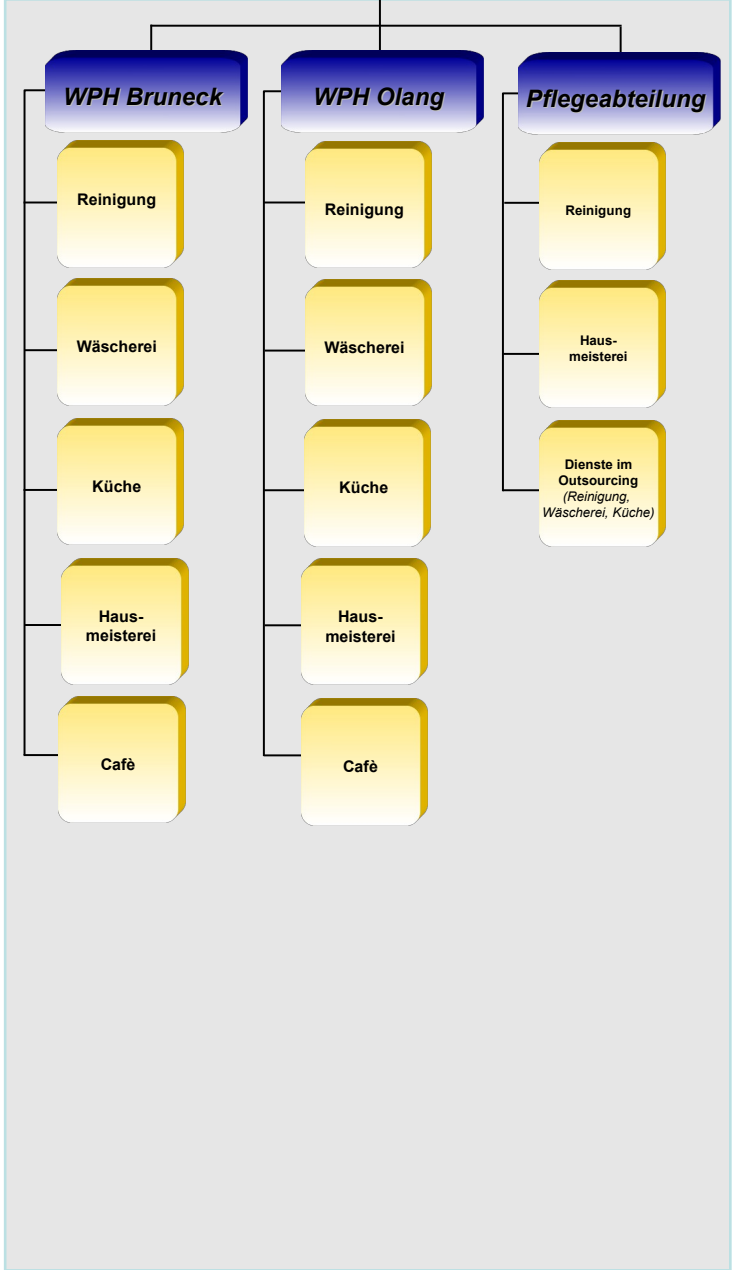 WPH Bruneck
Reinigung
Wäscherei
Küche
Haus-
meisterei
Cafè
WPH Olang
Reinigung
Wäscherei
Küche
Haus-
meisterei
Cafè
Pflegeabteilung
Reinigung
Haus-
meisterei
Dienste im
Outsourcing
(Reinigung,
Wäscherei, Küche)